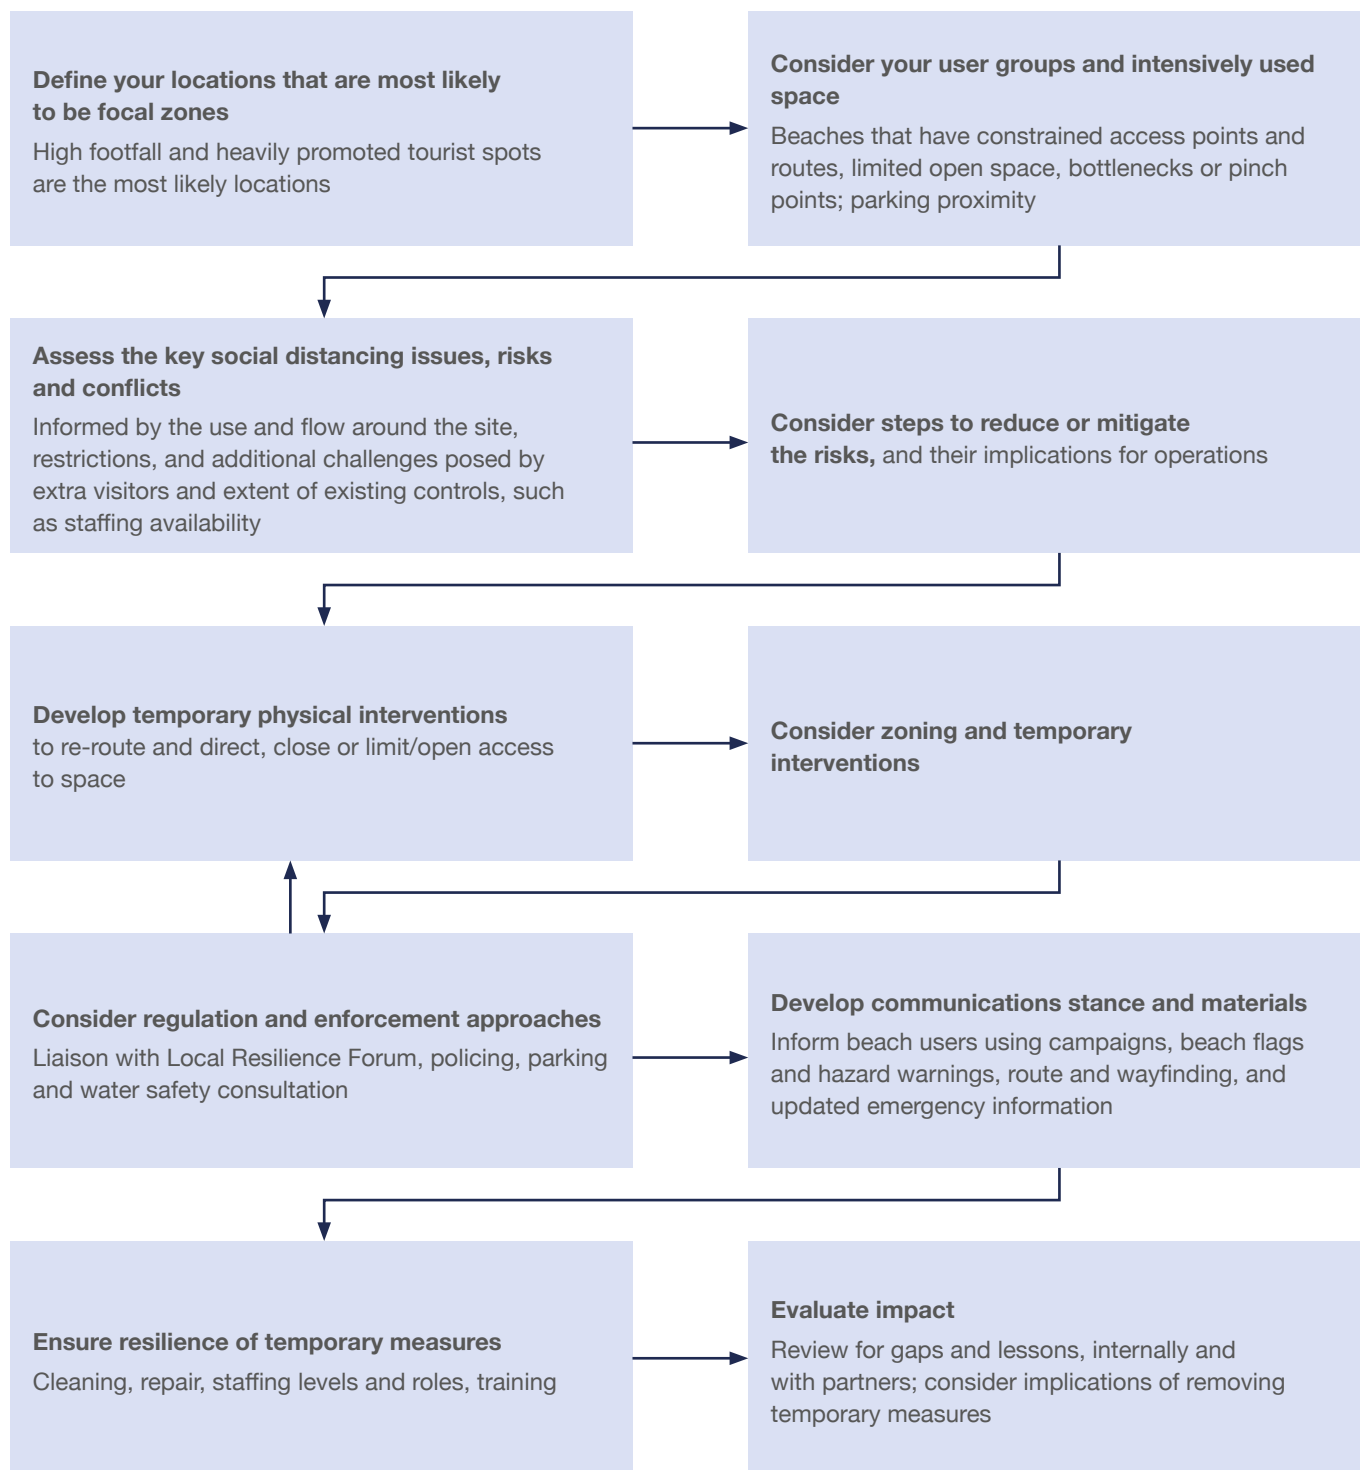 Define your locations that are most likely
to be focal zones
High footfall and heavily promoted tourist spots
are the most likely locations
Consider your user groups and intensively used
space
Beaches that have constrained access points and
routes, limited open space, bottlenecks or pinch
points; parking proximity
Assess the key social distancing issues, risks
and conflicts
Informed by the use and flow around the site,
restrictions, and additional challenges posed by
extra visitors and extent of existing controls, such
as staffing availability
Consider steps to reduce or mitigate
the risks, and their implications for operations
Develop temporary physical interventions
to re-route and direct, close or limit/open access
to space
Consider zoning and temporary
interventions
Consider regulation and enforcement approaches
Liaison with Local Resilience Forum, policing, parking
and water safety consultation
Develop communications stance and materials
Inform beach users using campaigns, beach flags
and hazard warnings, route and wayfinding, and
updated emergency information
Ensure resilience of temporary measures
Cleaning, repair, staffing levels and roles, training
Evaluate impact
Review for gaps and lessons, internally and
with partners; consider implications of removing
temporary measures